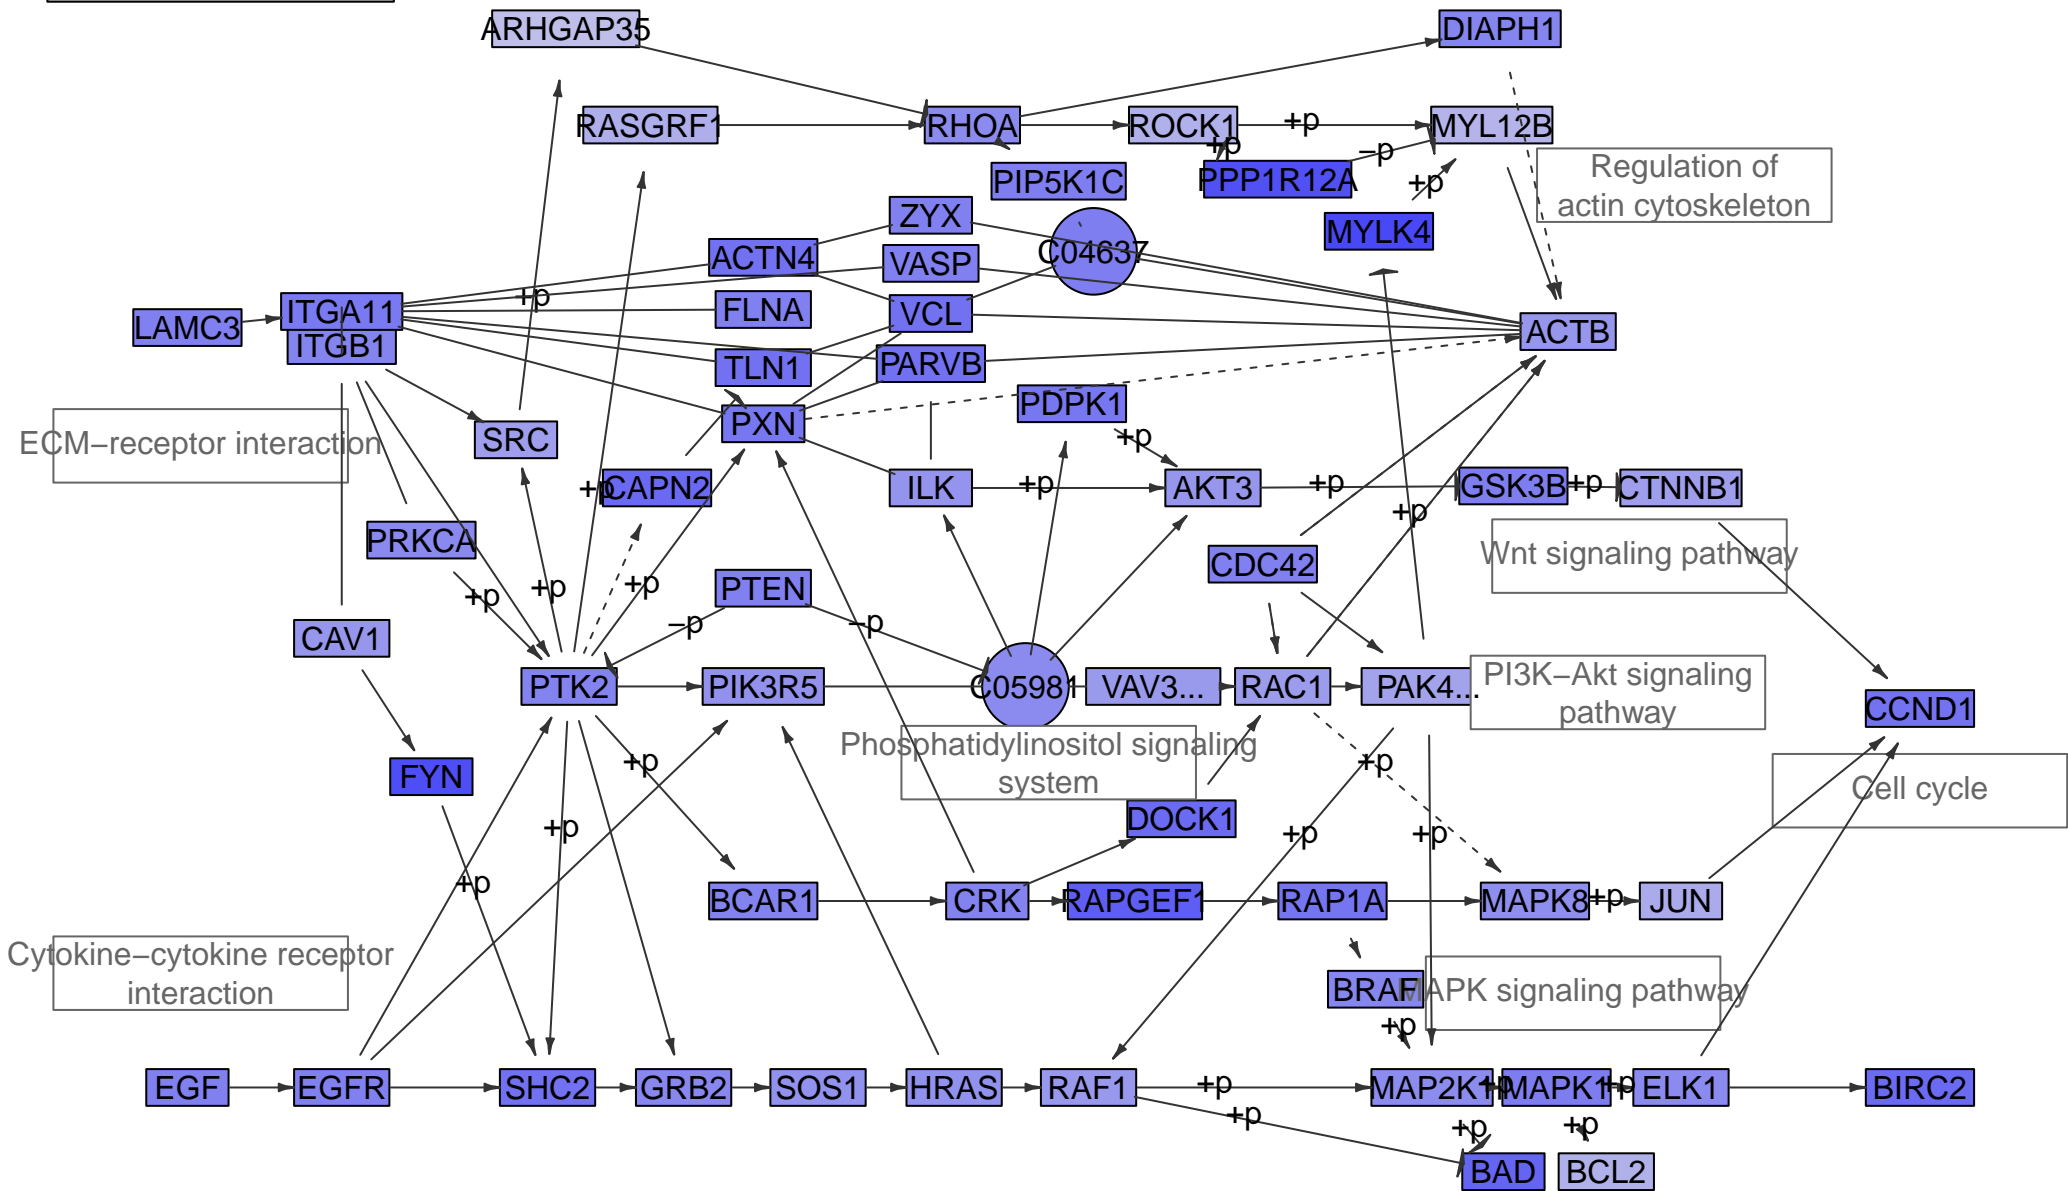 ARHGAP35
DIAPH1
RASGRF1
RHOA
ROCK1
+p
MYL12B
+p
−p
PIP5K1C
PPP1R12A
+p
Regulation of
actin cytoskeleton
ZYX
MYLK4
ACTN4
VASP
C04637
+p
ITGA11
FLNA
VCL
LAMC3
ITGB1
ACTB
TLN1
PARVB
PDPK1
PXN
+p
ECM−receptor interaction
SRC
+p
CAPN2
ILK
+p
AKT3
+p
GSK3B
+p
CTNNB1
+p
PRKCA
CDC42
Wnt signaling pathway
+p
+p
+p
PTEN
−p
−p
CAV1
PTK2
PIK3R5
C05981
VAV3...
RAC1
PAK4...
PI3K−Akt signaling
pathway
CCND1
Phosphatidylinositol signaling
system
+p
+p
FYN
Cell cycle
DOCK1
+p
+p
+p
+p
BCAR1
CRK
RAPGEF1
RAP1A
MAPK8
+p
JUN
Cytokine−cytokine receptor
interaction
BRAF
MAPK signaling pathway
+p
EGF
EGFR
SHC2
GRB2
SOS1
HRAS
RAF1
+p
MAP2K1
+p
MAPK1
+p
ELK1
BIRC2
+p
+p
+p
BAD
BCL2